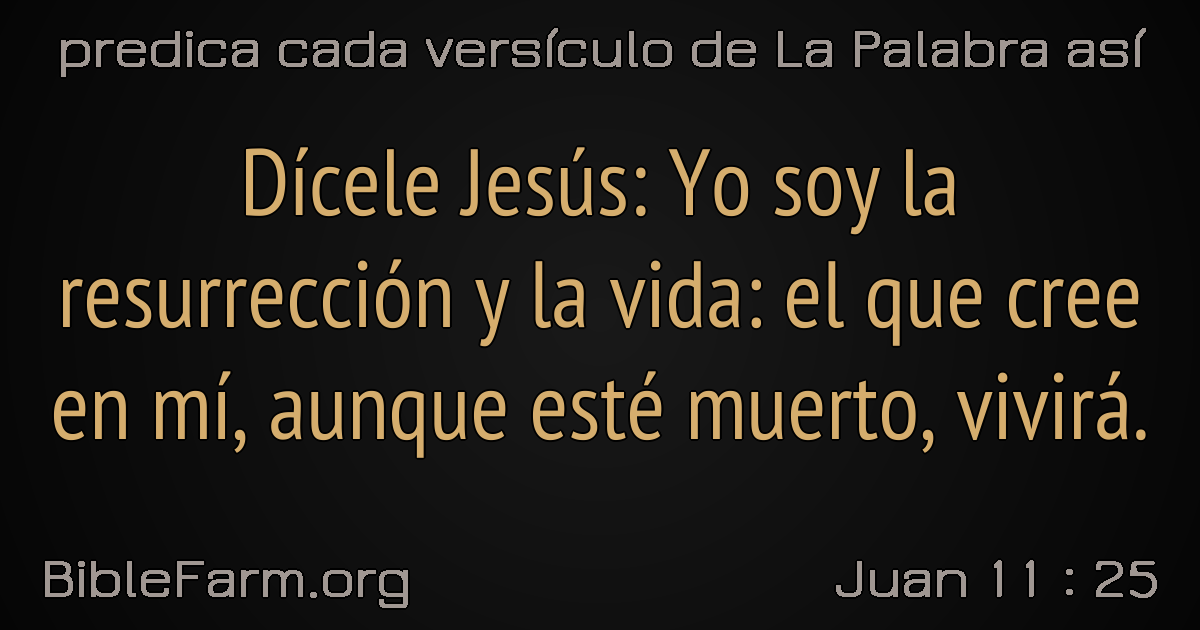 predica cada versículo de La Palabra así
Dícele Jesús: Yo soy la
resurrección y la vida: el que cree
en mí, aunque esté muerto, vivirá.
BibleFarm.org
Juan 11 : 25